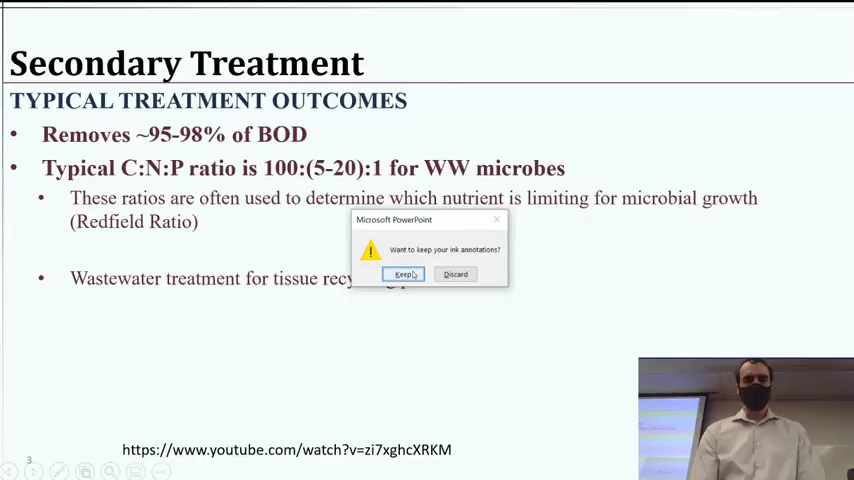 Secondary Treatment
TYPICAL TREATMENT OUTCOMES
• Removes ~95-98% of BOD
• Typical C:N:P ratio is 100:(5-20):1 for WW microbes
• These ratios are often used to determine which nutrient is limiting for microbial growth
(Redfield Ratio)
Microsoft PowerPoint
Want to keep your ink annotations?
Keep Discard
• Wastewater treatment for tissue
https://www.youtube.com/watch?v=zi7xghcXRKM
3